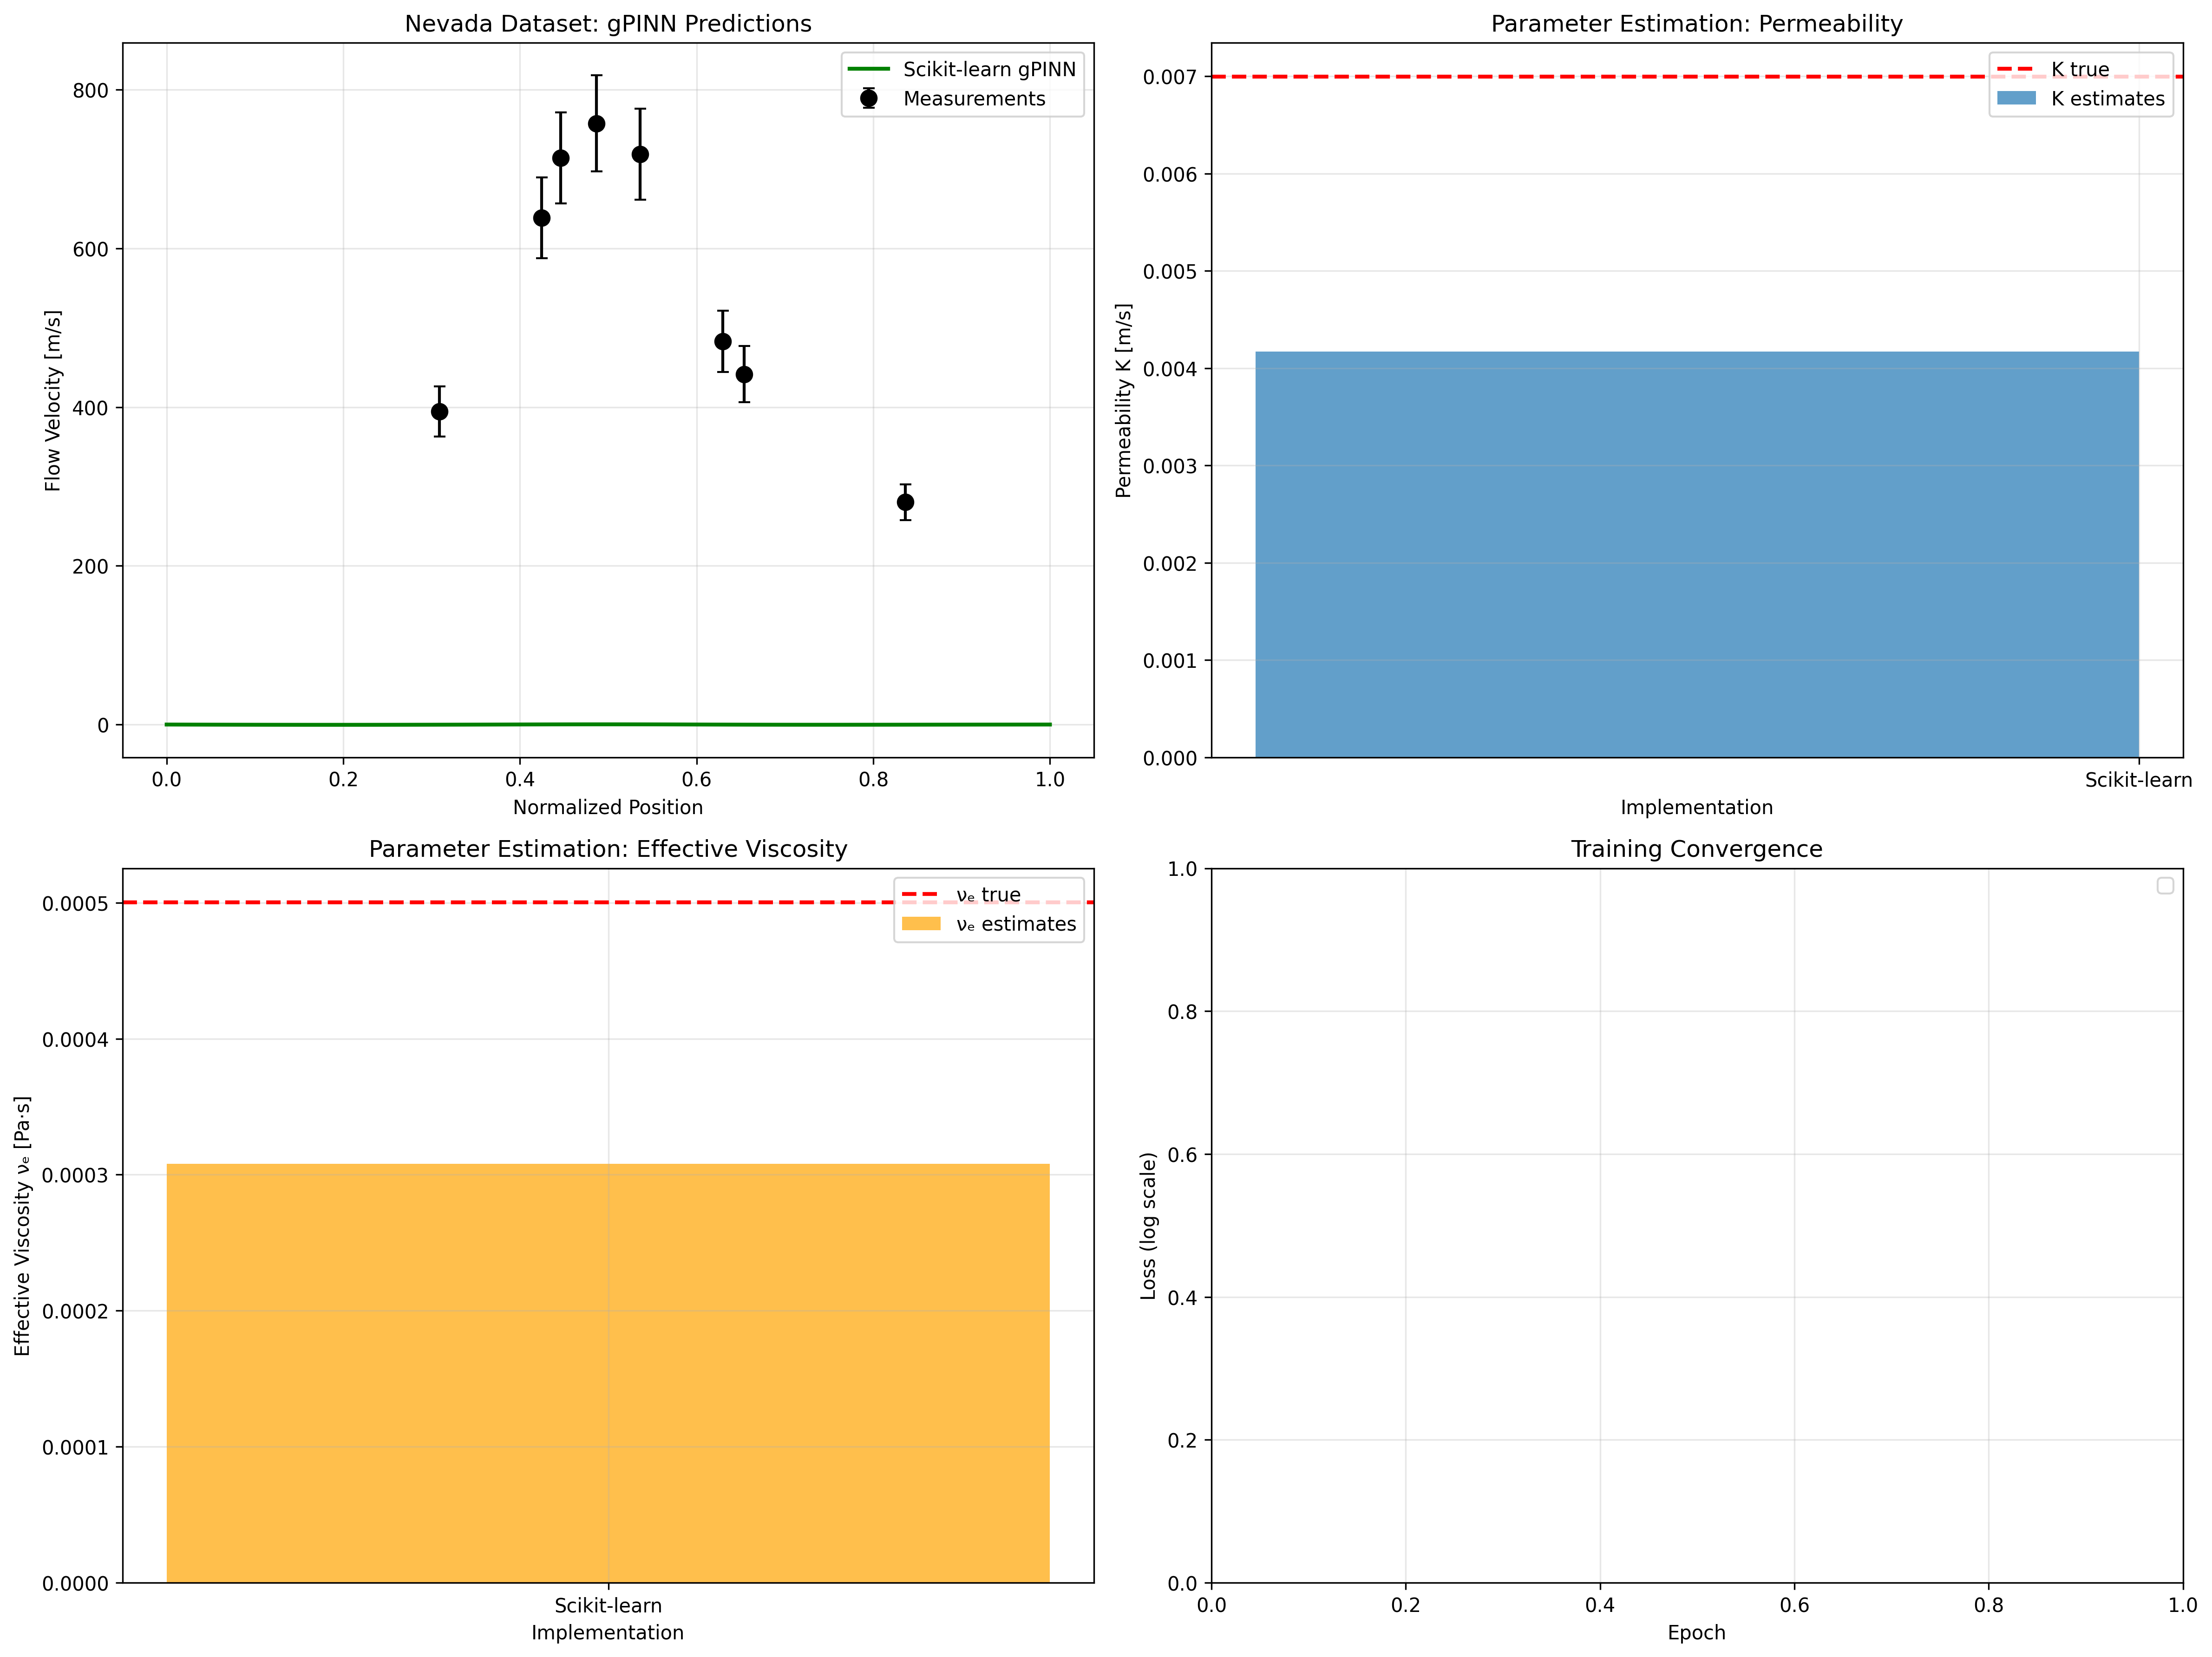 Nevada Dataset: gPINN Predictions
Scikit-learn gPINN
Measurements
Flow Velocity [m/s]
800
600
400
200
0
0.0 0.2 0.4 0.6 0.8 1.0
Normalized Position
Parameter Estimation: Permeability
K true
K estimates
Permeability K [m/s]
0.007
0.006
0.005
0.004
0.003
0.002
0.001
0.000
Scikit-learn
Implementation
Parameter Estimation: Effective Viscosity
νₑ true
νₑ estimates
Effective Viscosity νₑ [Pa·s]
0.0005
0.0004
0.0003
0.0002
0.0001
0.0000
Scikit-learn
Implementation
Training Convergence
Loss (log scale)
1.0
0.8
0.6
0.4
0.2
0.0
0.0 0.2 0.4 0.6 0.8 1.0
Epoch